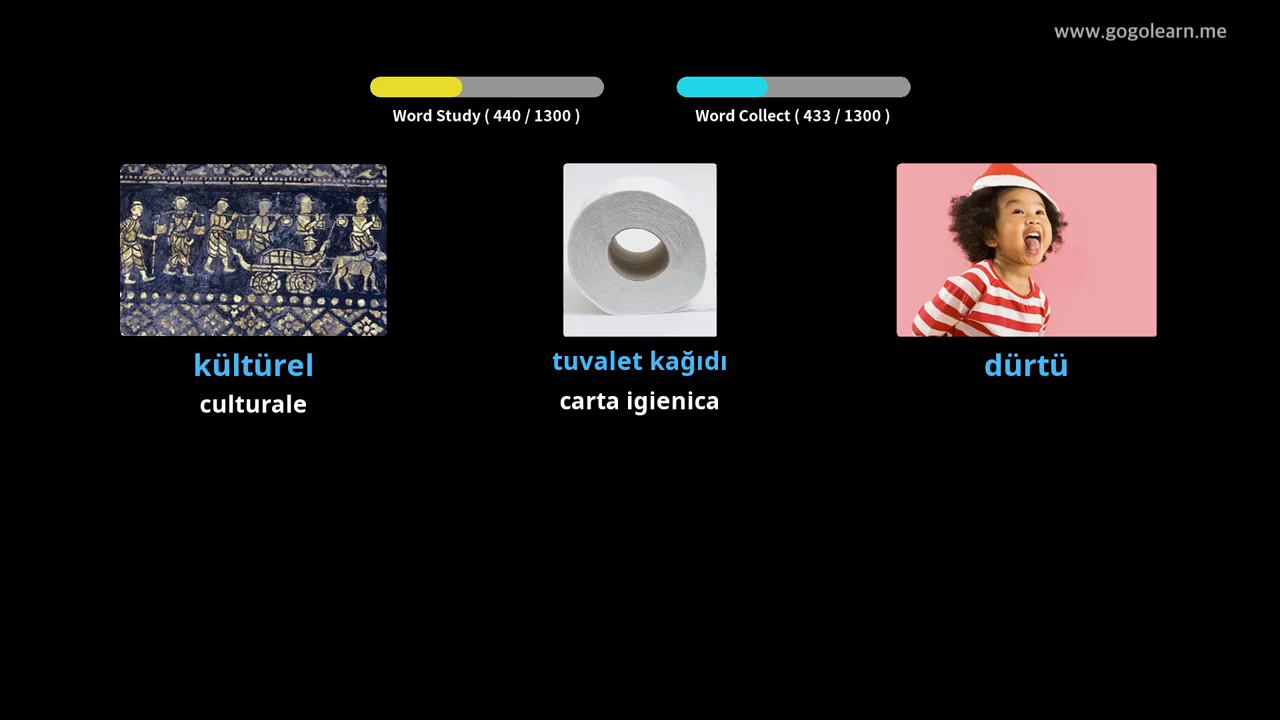 www.gogolearn.me
Word Study ( 440 / 1300 )
Word Collect ( 433 / 1300 )
kültürel
culturale
tuvalet kağıdı
carta igienica
dürtü